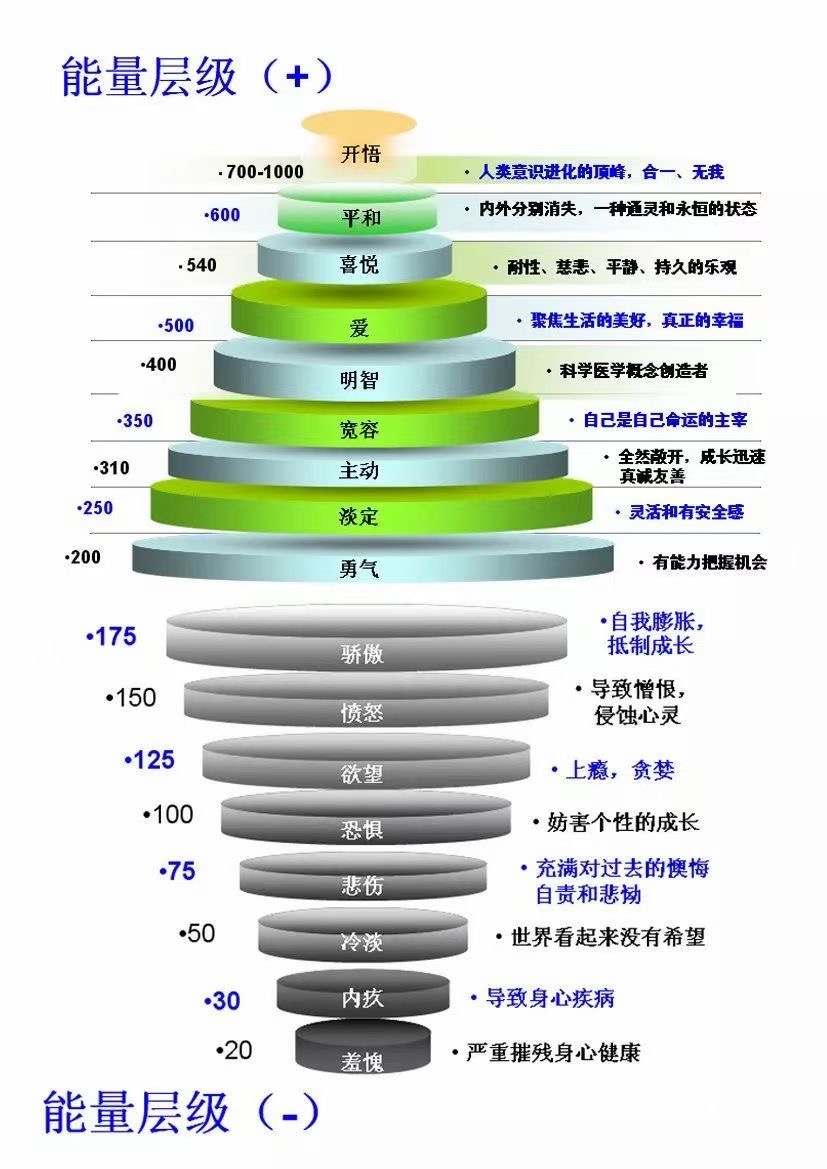 能量层级（+）
开悟
·700-1000
· 人类意识进化的顶峰，合一、无我
·600
平和
· 内外分别消失，一种通灵和永恒的状态
·540
喜悦
· 耐性、慈悲、平静、持久的乐观
·500
爱
· 聚焦生活的美好，真正的幸福
·400
明智
· 科学医学概念创造者
·350
宽容
· 自己是自己命运的主宰
·310
主动
· 全然敞开，成长迅速
真诚友善
·250
淡定
· 灵活和有安全感
·200
勇气
· 有能力把握机会
•175
骄傲
•自我膨胀，
抵制成长
•150
愤怒
• 导致憎恨，
侵蚀心灵
•125
欲望
• 上瘾，贪婪
•100
恐惧
• 妨害个性的成长
•75
悲伤
• 充满对过去的懊悔
自责和悲恸
•50
冷淡
• 世界看起来没有希望
•30
内疚
• 导致身心疾病
•20
羞愧
• 严重摧残身心健康
能量层级（-）